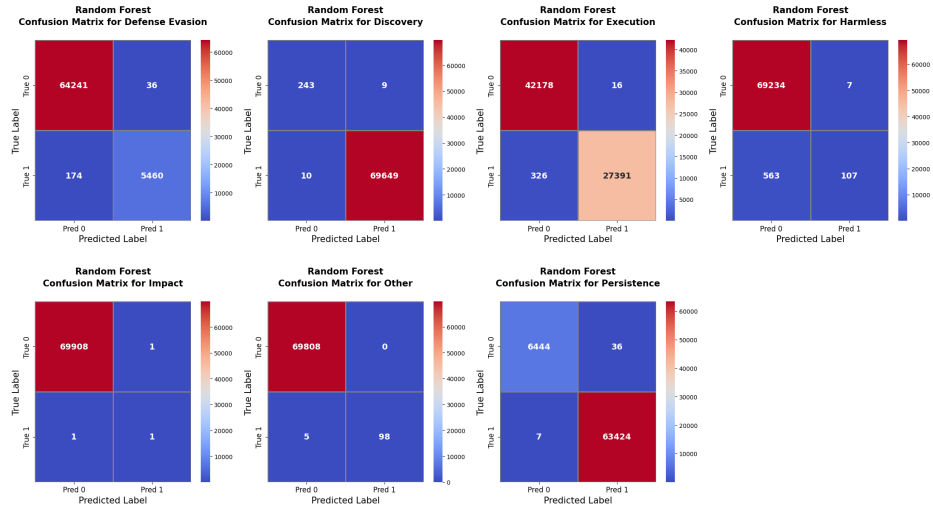 Random Forest
Confusion Matrix for Defense Evasion
True Label
True 0
True 1
64241
36
174
5460
Pred 0
Pred 1
Predicted Label
60000
50000
40000
30000
20000
10000
Random Forest
Confusion Matrix for Discovery
True Label
True 0
True 1
243
9
10
69649
Pred 0
Pred 1
Predicted Label
60000
50000
40000
30000
20000
10000
Random Forest
Confusion Matrix for Execution
True Label
True 0
True 1
42178
16
326
27391
Pred 0
Pred 1
Predicted Label
40000
35000
30000
25000
20000
15000
10000
5000
Random Forest
Confusion Matrix for Harmless
True Label
True 0
True 1
69234
7
563
107
Pred 0
Pred 1
Predicted Label
60000
50000
40000
30000
20000
10000
Random Forest
Confusion Matrix for Impact
True Label
True 0
True 1
69908
1
1
1
Pred 0
Pred 1
Predicted Label
60000
50000
40000
30000
20000
10000
Random Forest
Confusion Matrix for Other
True Label
True 0
True 1
69808
0
5
98
Pred 0
Pred 1
Predicted Label
60000
50000
40000
30000
20000
10000
0
Random Forest
Confusion Matrix for Persistence
True Label
True 0
True 1
6444
36
7
63424
Pred 0
Pred 1
Predicted Label
60000
50000
40000
30000
20000
10000